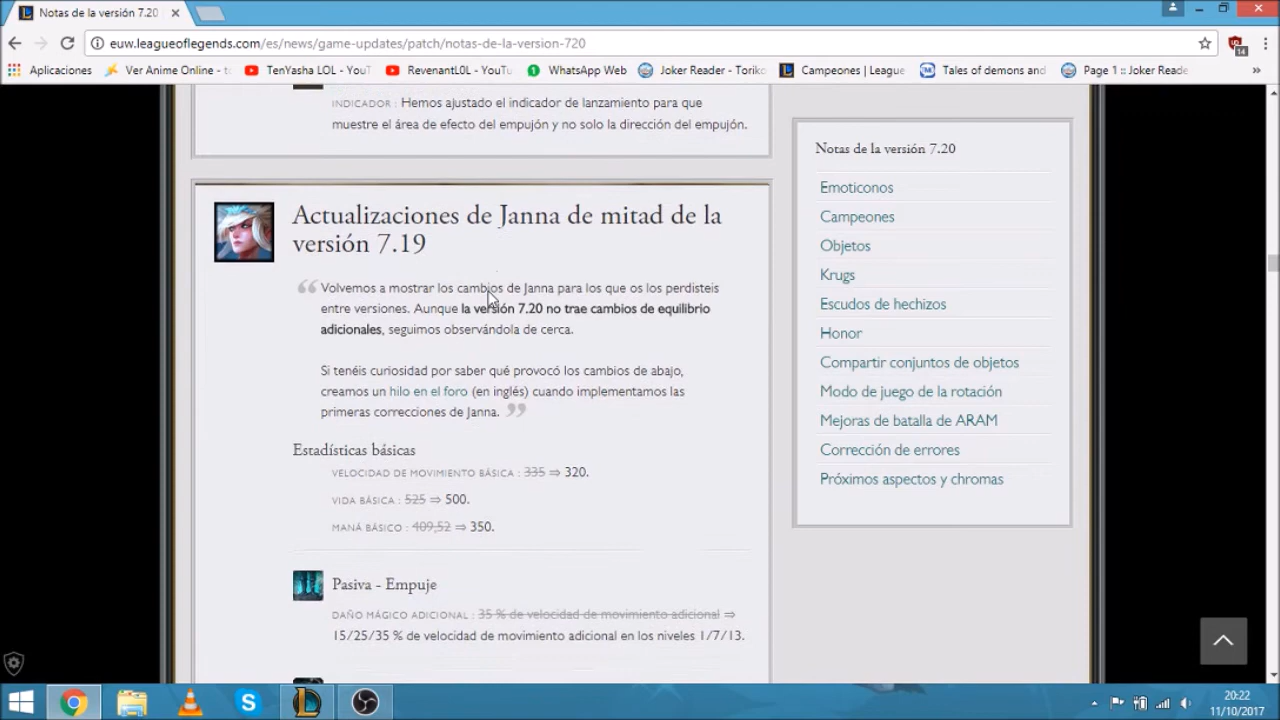 Notas de la versión 7.20
euw.leagueoflegends.com/es/news/game-updates/patch/notas-de-la-version-720
14
Aplicaciones
Ver Anime Online - to
TenYasha LOL - YouT
RevenantL0L - YouTu
WhatsApp Web
Joker Reader - Toriko
Campeones | League
Tales of demons and
Page 1 :: Joker Reade
»
INDICADOR : Hemos ajustado el indicador de lanzamiento para que
muestre el área de efecto del empujón y no solo la dirección del empujón.
Actualizaciones de Janna de mitad de la
versión 7.19
Volvemos a mostrar los cambios de Janna para los que os los perdisteis
entre versiones. Aunque la versión 7.20 no trae cambios de equilibrio
adicionales, seguimos observándola de cerca.
Si tenéis curiosidad por saber qué provocó los cambios de abajo,
creamos un hilo en el foro (en inglés) cuando implementamos las
primeras correcciones de Janna.
Estadísticas básicas
VELOCIDAD DE MOVIMIENTO BÁSICA : 335 ⇒ 320.
VIDA BÁSICA : 525 ⇒ 500.
MANÁ BÁSICO : 409,52 ⇒ 350.
Pasiva - Empuje
DAÑO MÁGICO ADICIONAL : 35 % de velocidad de movimiento adicional ⇒
15/25/35 % de velocidad de movimiento adicional en los niveles 1/7/13.
Notas de la versión 7.20
Emoticonos
Campeones
Objetos
Krugs
Escudos de hechizos
Honor
Compartir conjuntos de objetos
Modo de juego de la rotación
Mejoras de batalla de ARAM
Corrección de errores
Próximos aspectos y chromas
20:22
11/10/2017